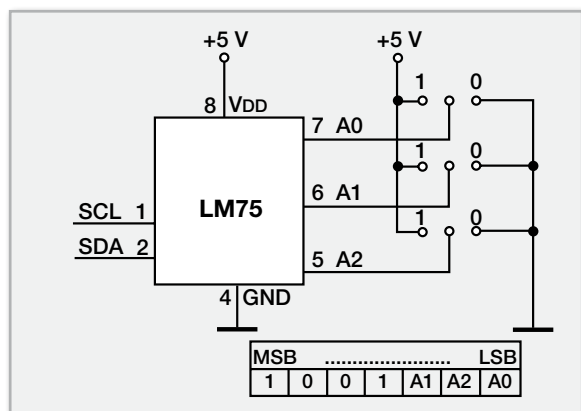 +5 V +5 V
1 0
8 VDD
7 A0
1 0
SCL 1 LM75 6 A1
1 0
SDA 2
5 A2
4 GND
MSB ...................... LSB
1 0 0 1 A1 A2 A0